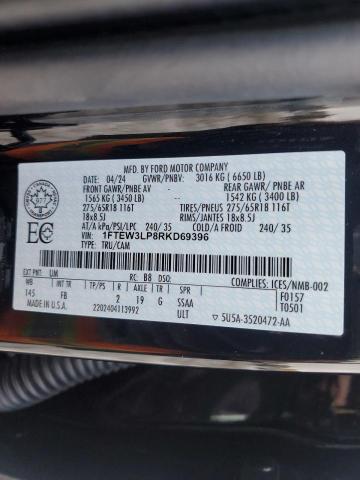 MFD. BY FORD MOTOR COMPANY
04/24 GVWR/PNBV: 3016 KG ( 6650 LB)
FRONT GAWR/PNBE AV REAR GAWR/PNBE AR
1565 KG ( 3450 LB) 1542 KG ( 3400 LB)
275/65R18 116T TIRES/PNEUS 275/65R18 116T
18x8.5J RIMS/JANTES 18x8.5J
AT/A kPa/PSI/LPC 240/35 COLD/A FROID 240/35
VIN: 1FTEW3LP8RKD69396
TYPE: TRU/CAM
977
EC
ICES/NMB-002
EXT PNT: UM RC: B8 DSO:
WB INT TR TP/PS R AXLE TR SPR
145 FB 2 19 G SSAA
F0157
T0501
MADE IN U.S.A. 2202404113992 ULT ▽ 5U5A-3520472-AA